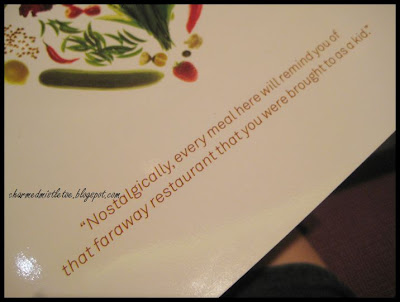 "Nostalgically, every meal here will remind you of
that faraway restaurant that you were brought to as a kid."
charmedmistletoe.blogspot.com